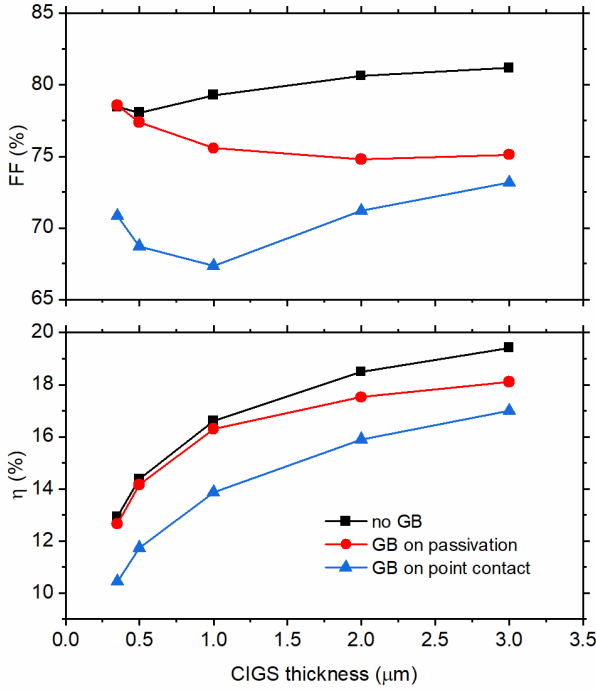 85
80
75
70
65
FF (%)
20
18
16
14
12
10
η (%)
no GB
GB on passivation
GB on point contact
0.0 0.5 1.0 1.5 2.0 2.5 3.0 3.5
CIGS thickness (μm)